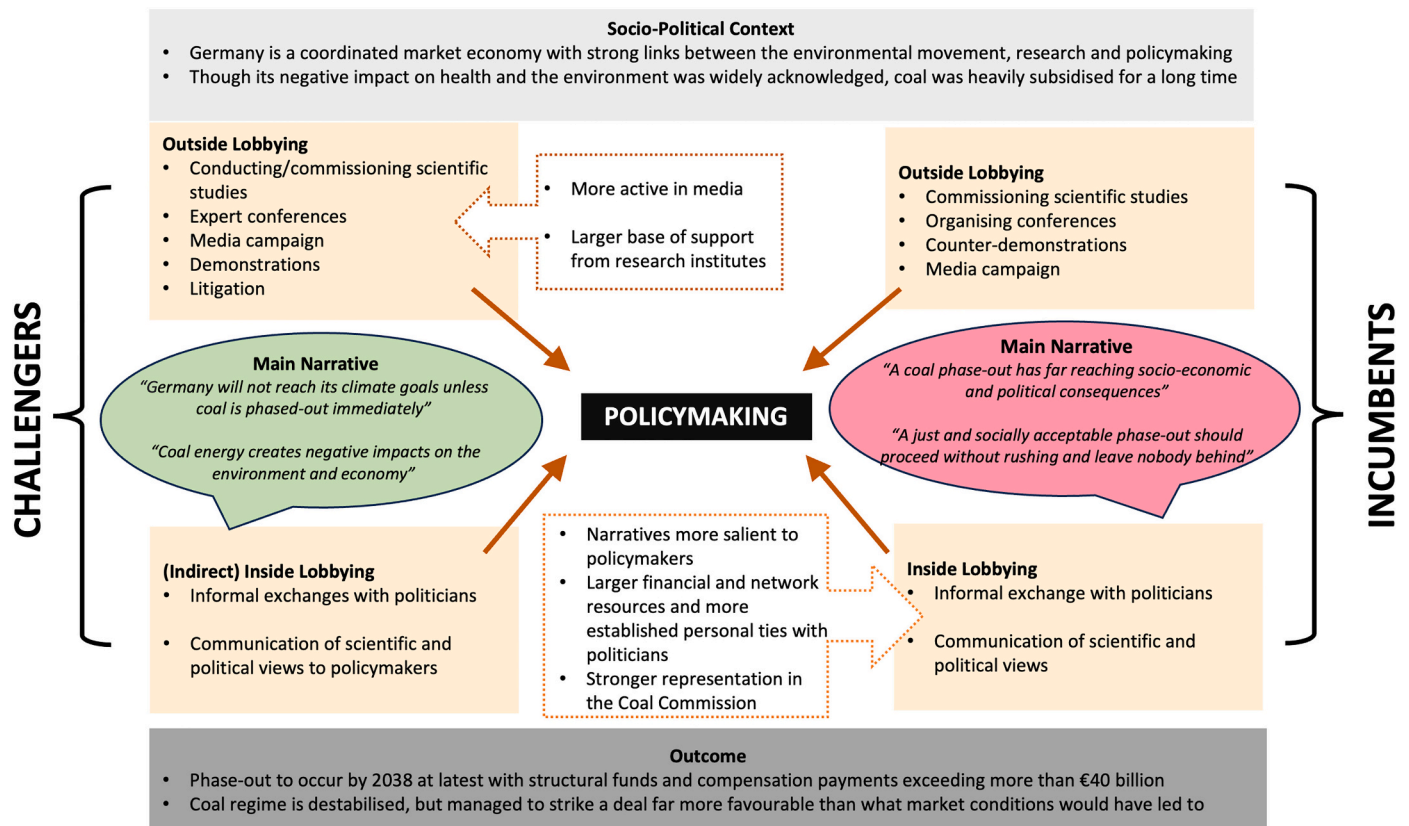 Socio-Political Context
• Germany is a coordinated market economy with strong links between the environmental movement, research and policymaking
• Though its negative impact on health and the environment was widely acknowledged, coal was heavily subsidised for a long time
CHALLENGERS
Outside Lobbying
• Conducting/commissioning scientific
studies
• Expert conferences
• Media campaign
• Demonstrations
• Litigation
• More active in media
• Larger base of support
from research institutes
Outside Lobbying
• Commissioning scientific studies
• Organising conferences
• Counter-demonstrations
• Media campaign
INCUMBENTS
Main Narrative
“Germany will not reach its climate goals unless
coal is phased-out immediately”
“Coal energy creates negative impacts on the
environment and economy”
POLICYMAKING
Main Narrative
“A coal phase-out has far reaching socio-economic
and political consequences”
“A just and socially acceptable phase-out should
proceed without rushing and leave nobody behind”
(Indirect) Inside Lobbying
• Informal exchanges with politicians
• Communication of scientific and
political views to policymakers
• Narratives more salient to
policymakers
• Larger financial and network
resources and more
established personal ties with
politicians
• Stronger representation in
the Coal Commission
Inside Lobbying
• Informal exchange with politicians
• Communication of scientific and
political views
Outcome
• Phase-out to occur by 2038 at latest with structural funds and compensation payments exceeding more than €40 billion
• Coal regime is destabilised, but managed to strike a deal far more favourable than what market conditions would have led to